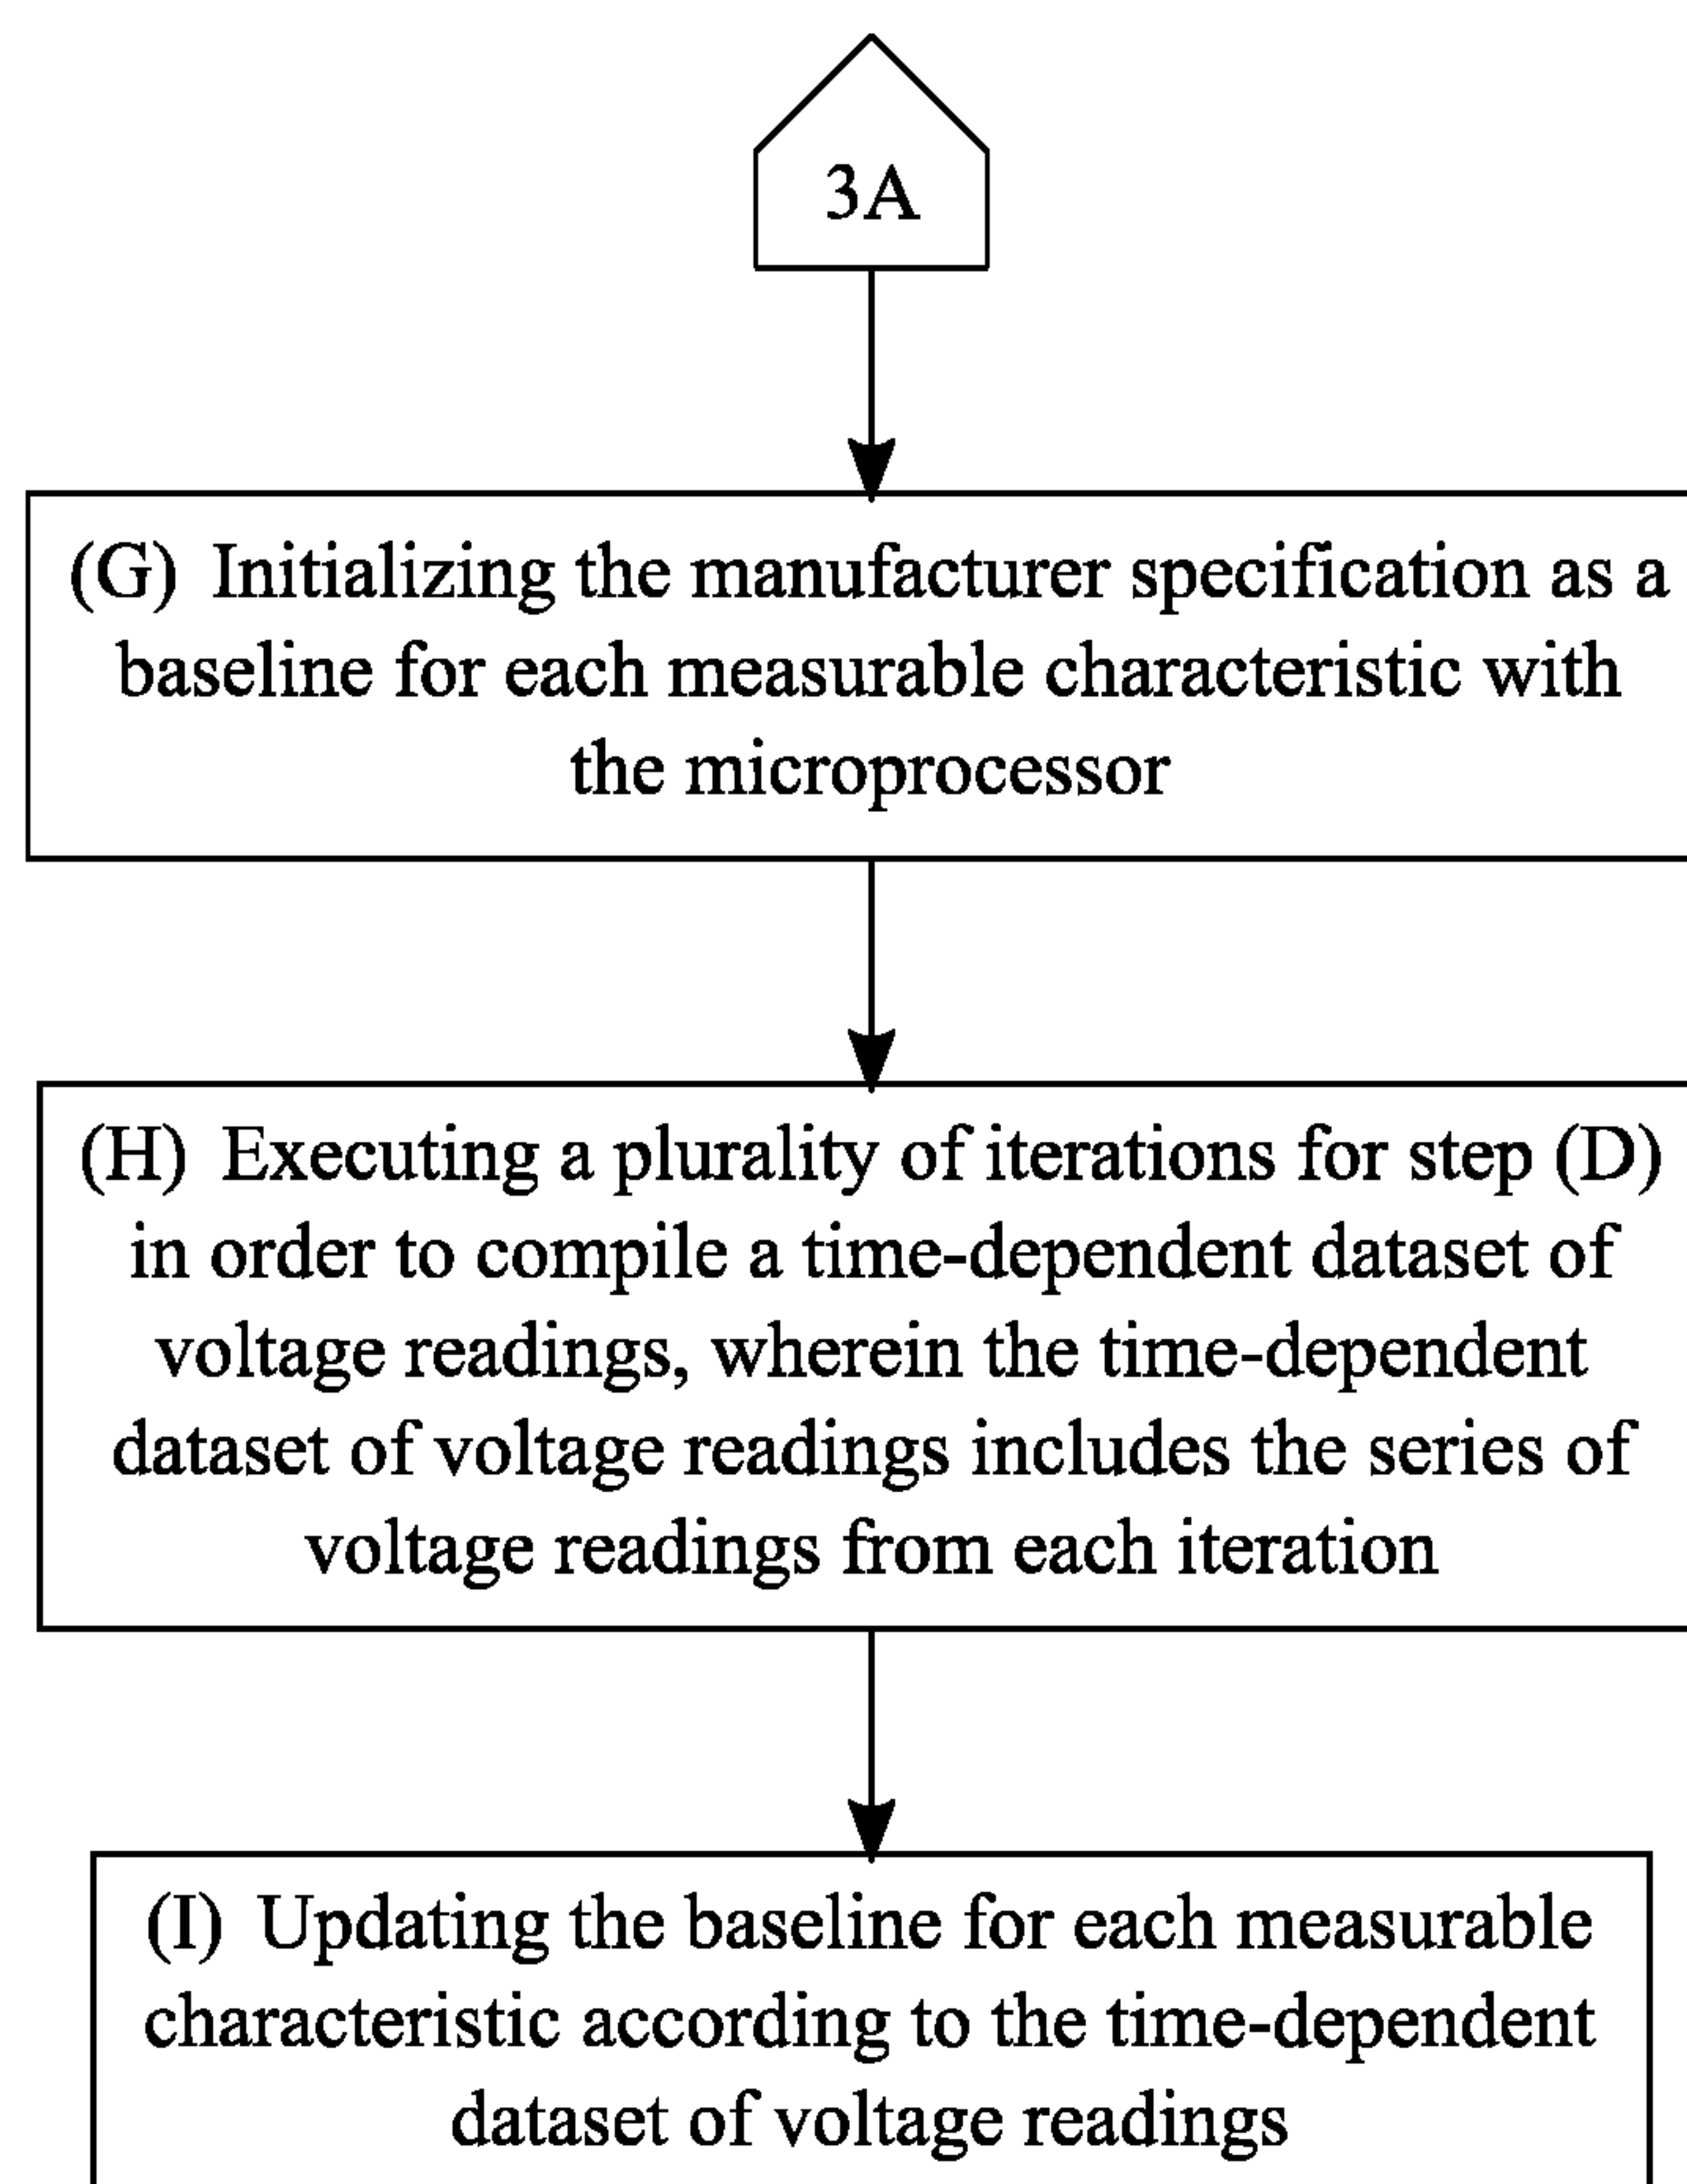 3A
(G) Initializing the manufacturer specification as a
baseline for each measurable characteristic with
the microprocessor
(H) Executing a plurality of iterations for step (D)
in order to compile a time-dependent dataset of
voltage readings, wherein the time-dependent
dataset of voltage readings includes the series of
voltage readings from each iteration
(I) Updating the baseline for each measurable
characteristic according to the time-dependent
dataset of voltage readings